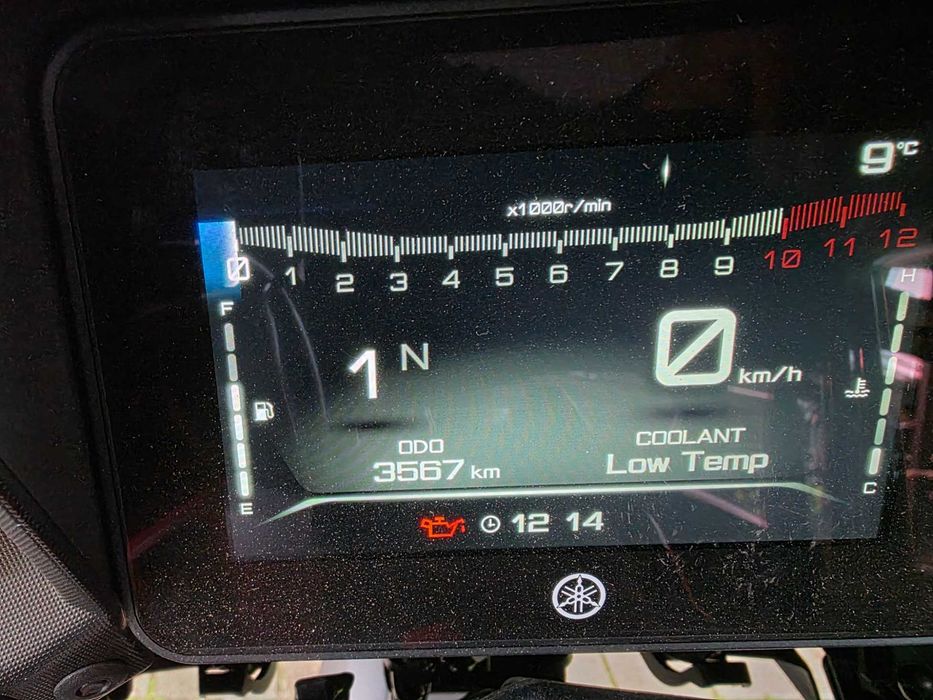 9°C
x1000r/min
0 1 2 3 4 5 6 7 8 9 10 11 12
F
H
1 N
0 km/h
ODO
3567 km
COOLANT
Low Temp
E
C
12 14